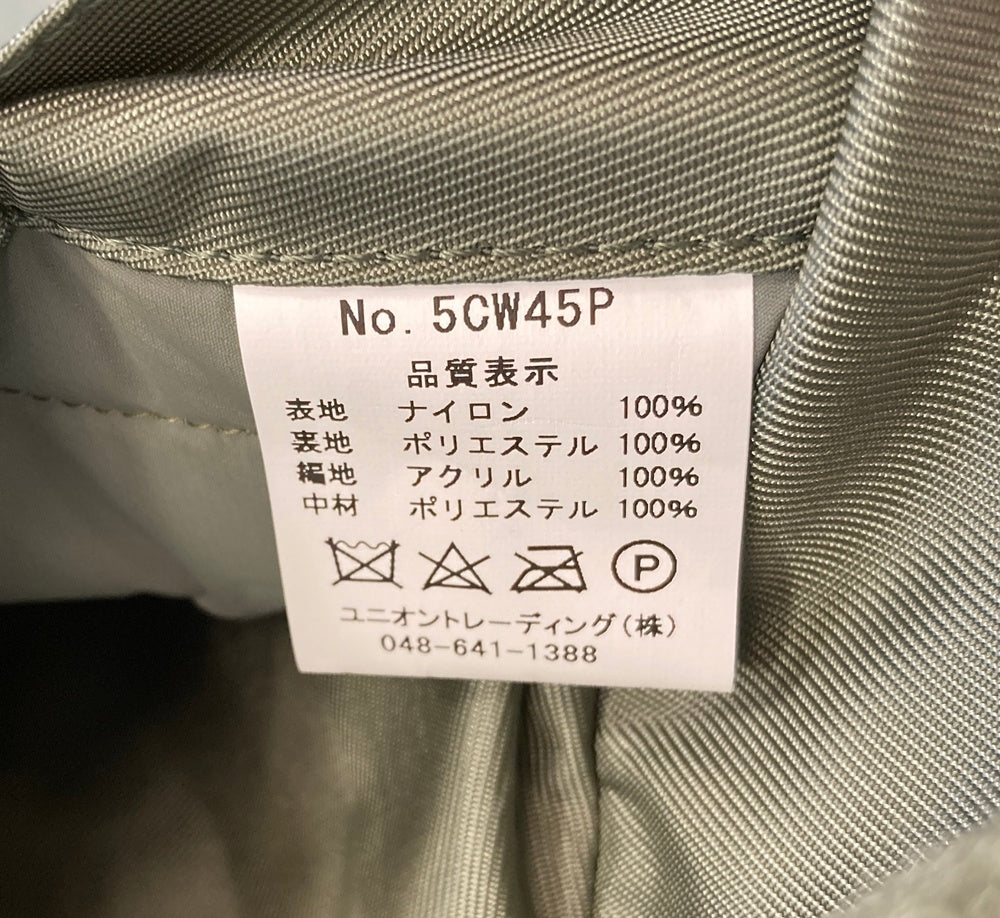 No. 5CW45P
品質表示
表地 ナイロン 100%
裏地 ポリエステル 100%
編地 アクリル 100%
中材 ポリエステル 100%
P
ユニオントレーディング(株)
048-641-1388